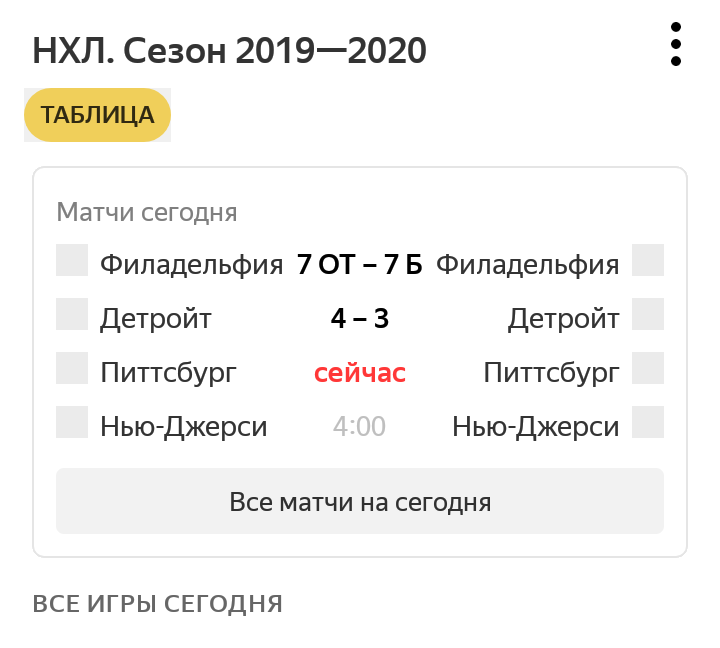 НХЛ. Сезон 2019—2020
ТАБЛИЦА
Матчи сегодня
Филадельфия 7 ОТ – 7 Б Филадельфия
Детройт 4 – 3 Детройт
Питтсбург сейчас Питтсбург
Нью-Джерси 4:00 Нью-Джерси
Все матчи на сегодня
ВСЕ ИГРЫ СЕГОДНЯ